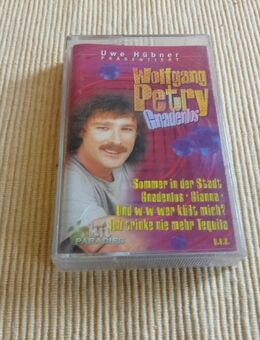 Uwe Hübner
PRÄSENTIERT
Wolfgang
Petry
Gnadenlos
Sommer in der Stadt
Gnadenlos · Gianna ·
Und w-w-wer küßt mich?
Ich trinke nie mehr Tequila
u.a.
PARADIES